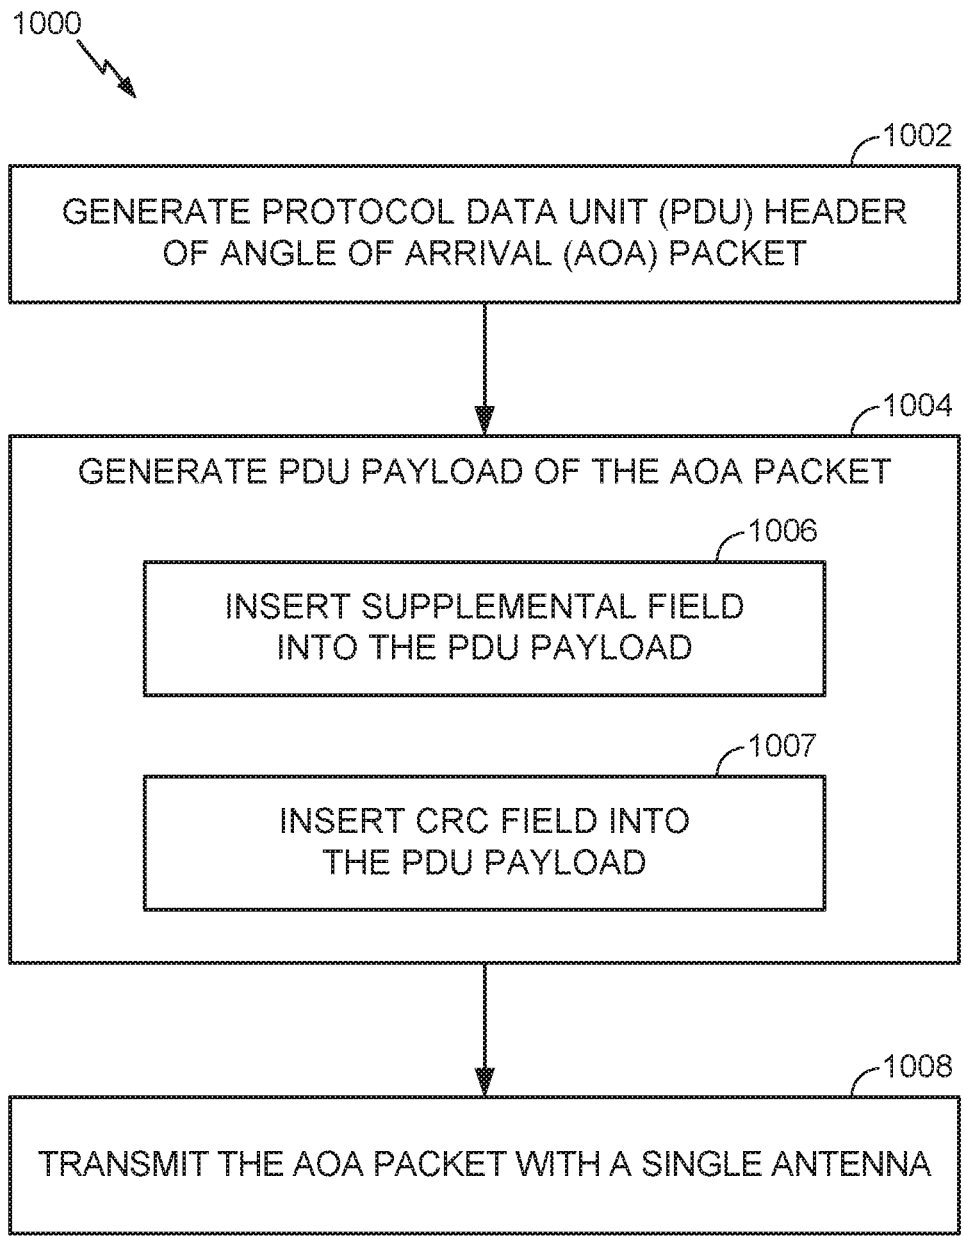 1000
1002
GENERATE PROTOCOL DATA UNIT (PDU) HEADER
OF ANGLE OF ARRIVAL (AOA) PACKET
1004
GENERATE PDU PAYLOAD OF THE AOA PACKET
1006
INSERT SUPPLEMENTAL FIELD
INTO THE PDU PAYLOAD
1007
INSERT CRC FIELD INTO
THE PDU PAYLOAD
1008
TRANSMIT THE AOA PACKET WITH A SINGLE ANTENNA